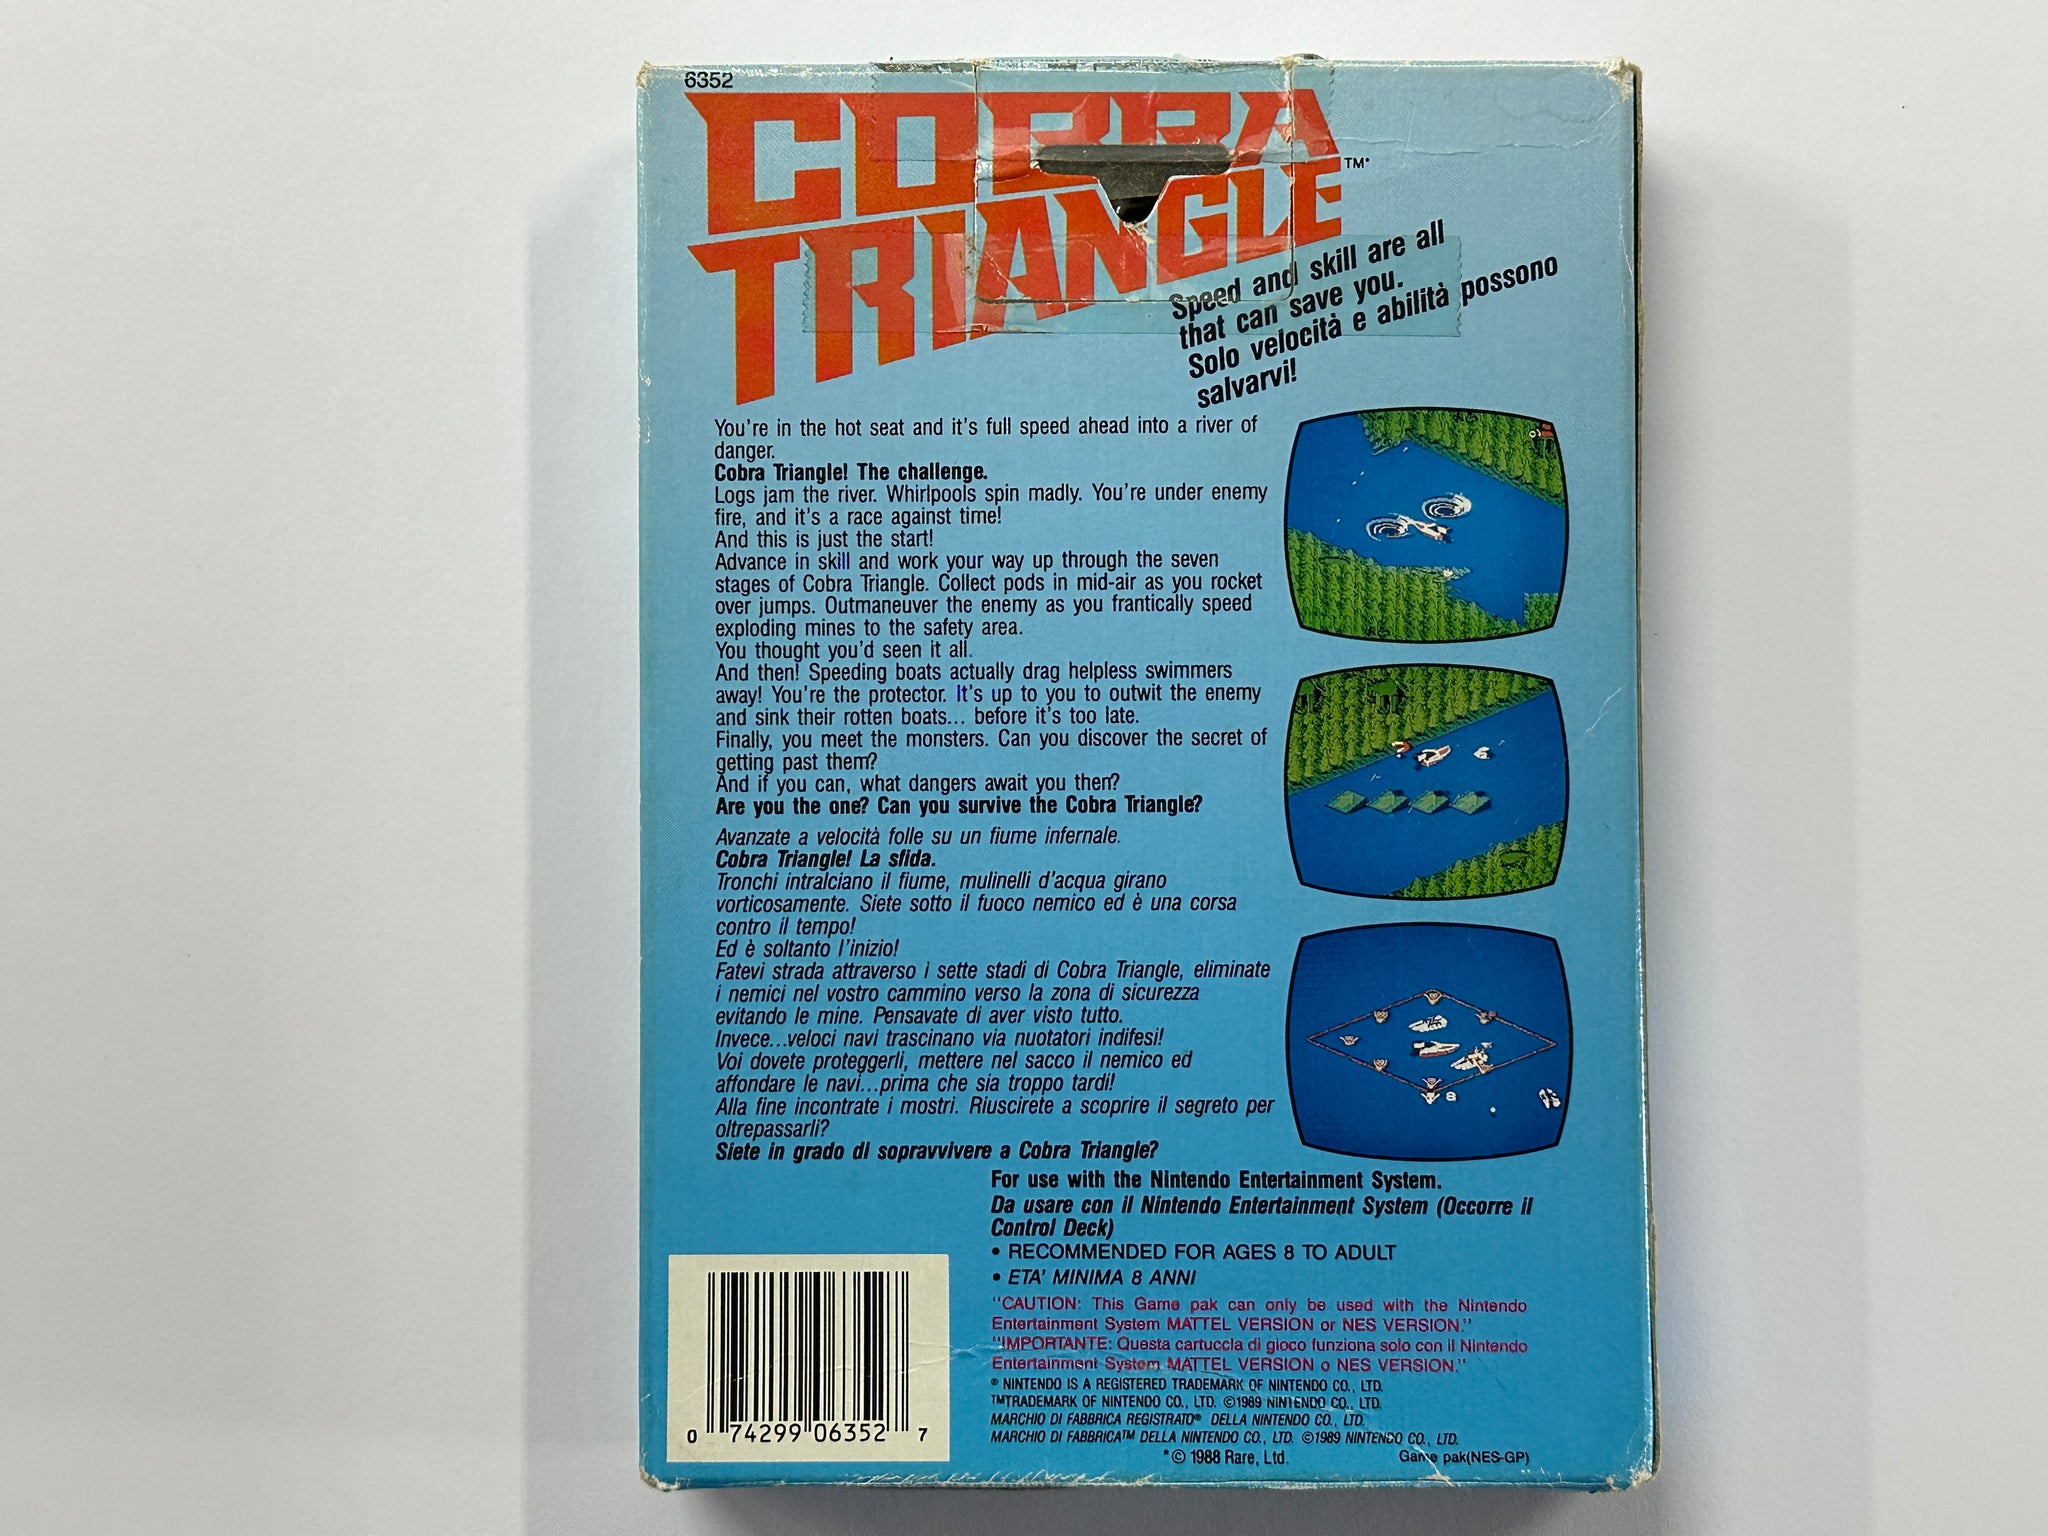 6352
COBRA
TRIANGLE
TM*
Speed and skill are all
that can save you.
Solo velocità e abilità possono
salvarvi!
You're in the hot seat and it's full speed ahead into a river of
danger.
Cobra Triangle! The challenge.
Logs jam the river. Whirlpools spin madly. You're under enemy
fire, and it's a race against time!
And this is just the start!
Advance in skill and work your way up through the seven
stages of Cobra Triangle. Collect pods in mid-air as you rocket
over jumps. Outmaneuver the enemy as you frantically speed
exploding mines to the safety area.
You thought you'd seen it all.
And then! Speeding boats actually drag helpless swimmers
away! You're the protector. It's up to you to outwit the enemy
and sink their rotten boats... before it's too late.
Finally, you meet the monsters. Can you discover the secret of
getting past them?
And if you can, what dangers await you then?
Are you the one? Can you survive the Cobra Triangle?
Avanzate a velocità folle su un fiume infernale.
Cobra Triangle! La sfida.
Tronchi intralciano il fiume, mulinelli d'acqua girano
vorticosamente. Siete sotto il fuoco nemico ed è una corsa
contro il tempo!
Ed è soltanto l'inizio!
Fatevi strada attraverso i sette stadi di Cobra Triangle, eliminate
i nemici nel vostro cammino verso la zona di sicurezza
evitando le mine. Pensavate di aver visto tutto.
Invece...veloci navi trascinano via nuotatori indifesi!
Voi dovete proteggerli, mettere nel sacco il nemico ed
affondare le navi...prima che sia troppo tardi!
Alla fine incontrate i mostri. Riuscirete a scoprire il segreto per
oltrepassarli?
Siete in grado di sopravvivere a Cobra Triangle?
8
For use with the Nintendo Entertainment System.
Da usare con il Nintendo Entertainment System (Occorre il
Control Deck)
• RECOMMENDED FOR AGES 8 TO ADULT
• ETA' MINIMA 8 ANNI
"CAUTION: This Game pak can only be used with the Nintendo
Entertainment System MATTEL VERSION or NES VERSION."
"IMPORTANTE: Questa cartuccia di gioco funziona solo con il Nintendo
Entertainment System MATTEL VERSION o NES VERSION."
® NINTENDO IS A REGISTERED TRADEMARK OF NINTENDO CO., LTD.
TMTRADEMARK OF NINTENDO CO., LTD. ©1989 NINTENDO CO., LTD.
MARCHIO DI FABBRICA REGISTRATO® DELLA NINTENDO CO., LTD.
MARCHIO DI FABBRICA™ DELLA NINTENDO CO., LTD. ©1989 NINTENDO CO., LTD.
*© 1988 Rare, Ltd.
Game pak(NES-GP)
0 74299 06352 7